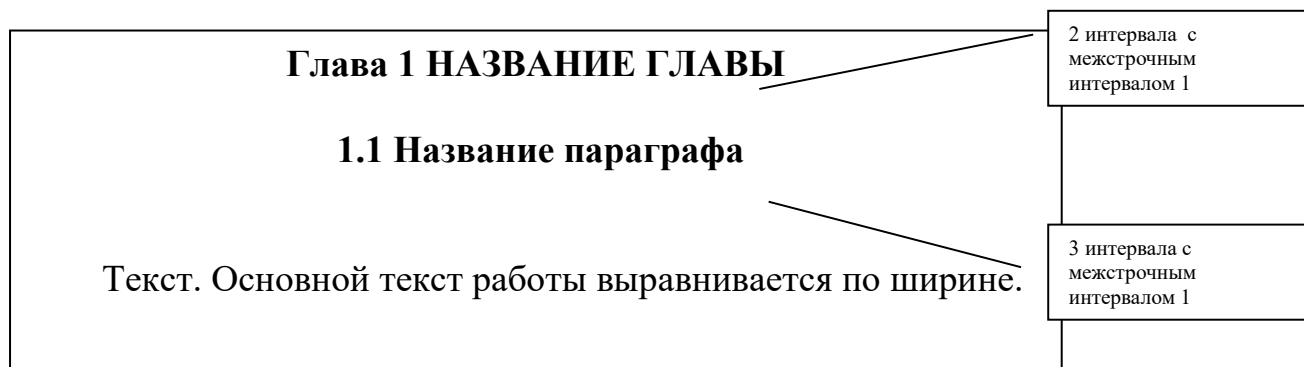 2 интервала с
межстрочным
интервалом 1
Глава 1 НАЗВАНИЕ ГЛАВЫ
1.1 Название параграфа
3 интервала с
межстрочным
интервалом 1
Текст. Основной текст работы выравнивается по ширине.